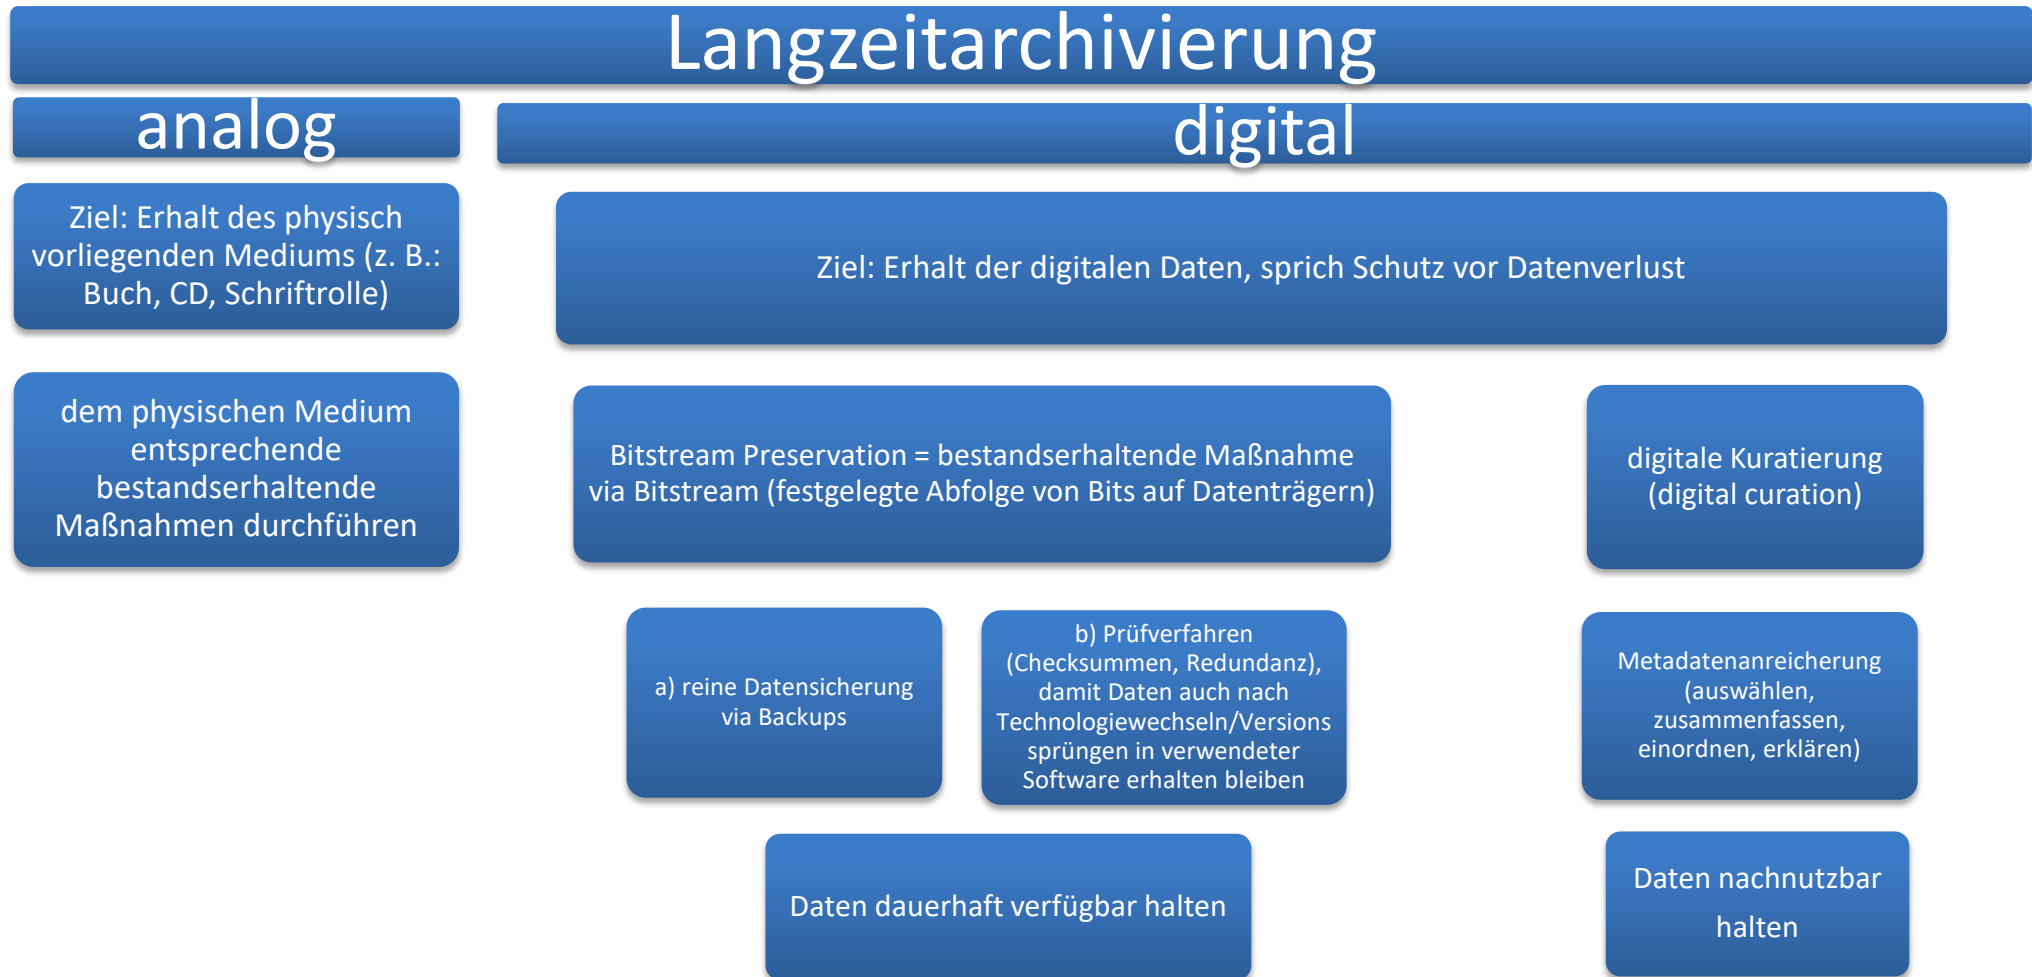 Langzeitarchivierung
analog
digital
Ziel: Erhalt des physisch
vorliegenden Mediums (z. B.:
Buch, CD, Schriftrolle)
Ziel: Erhalt der digitalen Daten, sprich Schutz vor Datenverlust
dem physischen Medium
entsprechende
bestandserhaltende
Maßnahmen durchführen
Bitstream Preservation = bestandserhaltende Maßnahme
via Bitstream (festgelegte Abfolge von Bits auf Datenträgern)
digitale Kuratierung
(digital curation)
a) reine Datensicherung
via Backups
b) Prüfverfahren
(Checksummen, Redundanz),
damit Daten auch nach
Technologiewechseln/Versions
sprüngen in verwendeter
Software erhalten bleiben
Metadatenanreicherung
(auswählen,
zusammenfassen,
einordnen, erklären)
Daten dauerhaft verfügbar halten
Daten nachnutzbar
halten